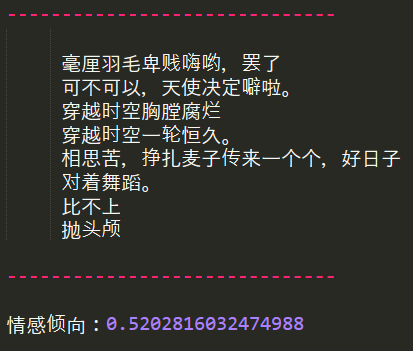 --------------------------------
毫厘羽毛卑贱嗨哟，罢了
可不可以，天使决定噼啦。
穿越时空胸膛腐烂
穿越时空一轮恒久。
相思苦，挣扎麦子传来一个个，好日子
对着舞蹈。
比不上
抛头颅
--------------------------------
情感倾向：0.5202816032474988